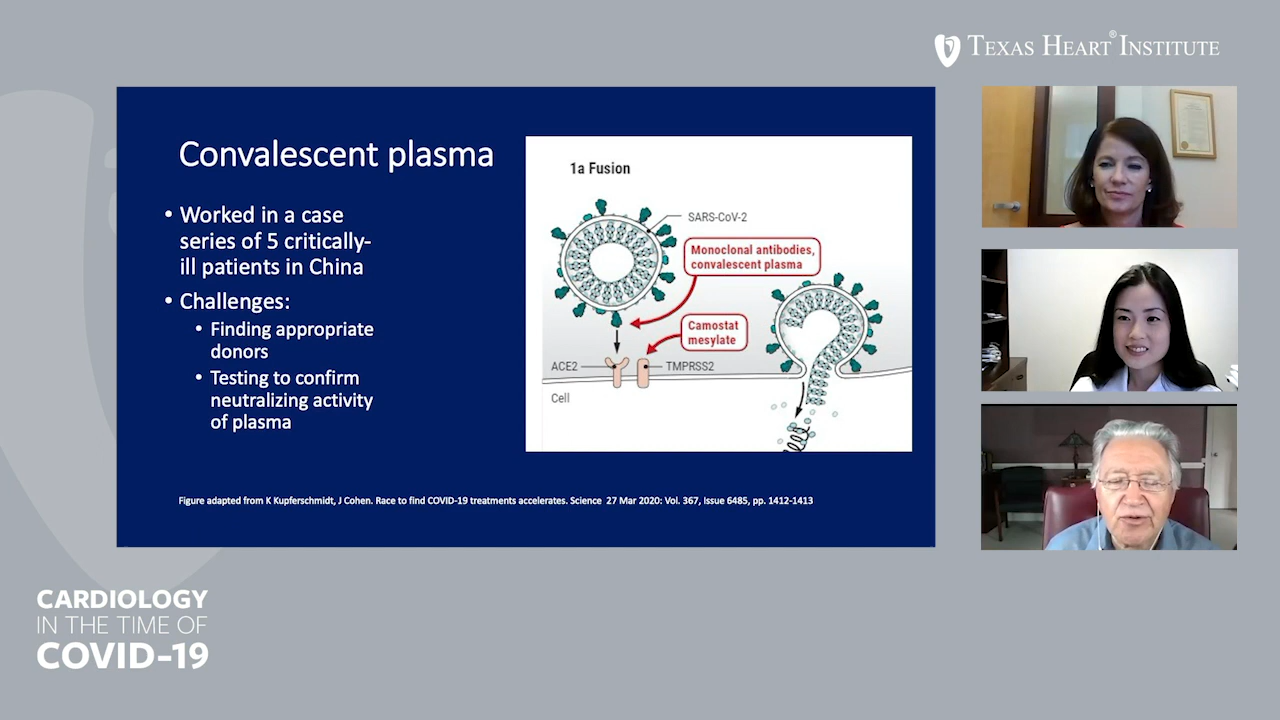 TEXAS HEART® INSTITUTE
Convalescent plasma
• Worked in a case
series of 5 critically-
ill patients in China
• Challenges:
• Finding appropriate
donors
• Testing to confirm
neutralizing activity
of plasma
1a Fusion
SARS-CoV-2
Monoclonal antibodies,
convalescent plasma
Camostat
mesylate
ACE2
TMPRSS2
Cell
Figure adapted from K Kupferschmidt, J Cohen. Race to find COVID-19 treatments accelerates. Science 27 Mar 2020: Vol. 367, Issue 6485, pp. 1412-1413
CARDIOLOGY
IN THE TIME OF
COVID-19